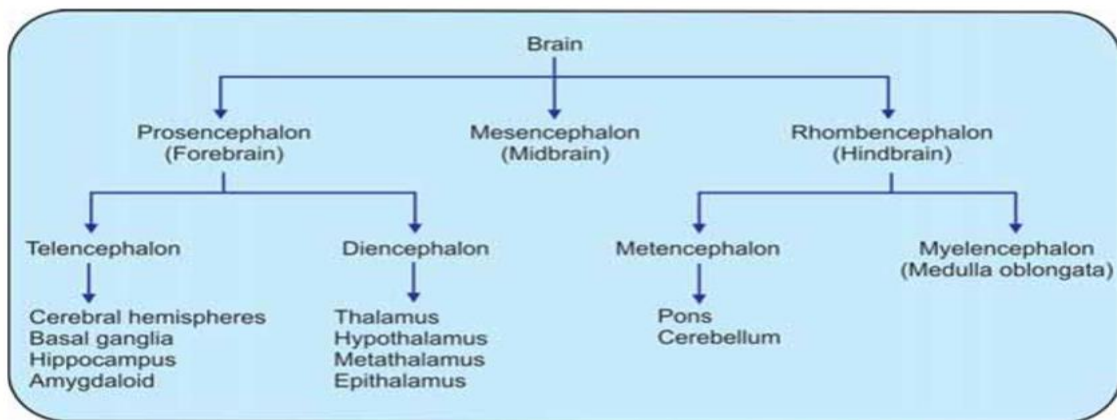 Brain
Prosencephalon
(Forebrain)
Mesencephalon
(Midbrain)
Rhombencephalon
(Hindbrain)
Telencephalon
Diencephalon
Metencephalon
Myelencephalon
(Medulla oblongata)
Cerebral hemispheres
Basal ganglia
Hippocampus
Amygdaloid
Thalamus
Hypothalamus
Metathalamus
Epithalamus
Pons
Cerebellum